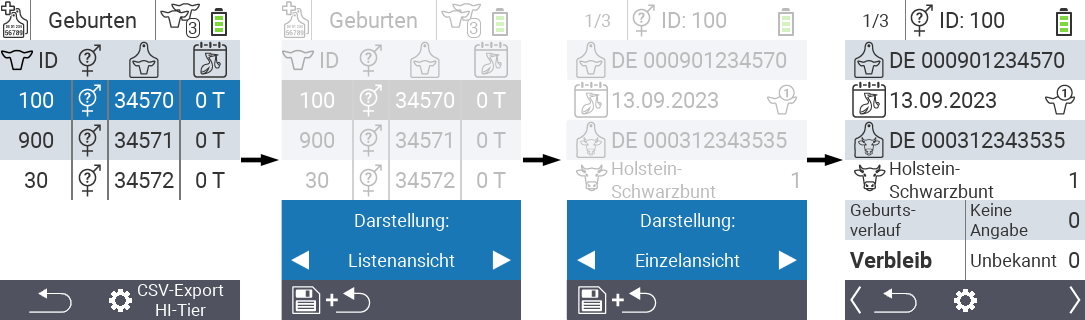 Geburten
3
56789
ID
100 34570 0 T
900 34571 0 T
30 34572 0 T
CSV-Export
HI-Tier
Geburten
3
56789
ID
100 34570 0 T
900 34571 0 T
30 34572 0 T
Darstellung:
Listenansicht
+
1/3 ID: 100
DE 000901234570
13.09.2023 1
DE 000312343535
Holstein-
Schwarzbunt 1
Darstellung:
Einzelansicht
+
1/3 ID: 100
DE 000901234570
13.09.2023 1
DE 000312343535
Holstein-
Schwarzbunt 1
Geburts-
verlauf
Keine
Angabe 0
Verbleib Unbekannt 0